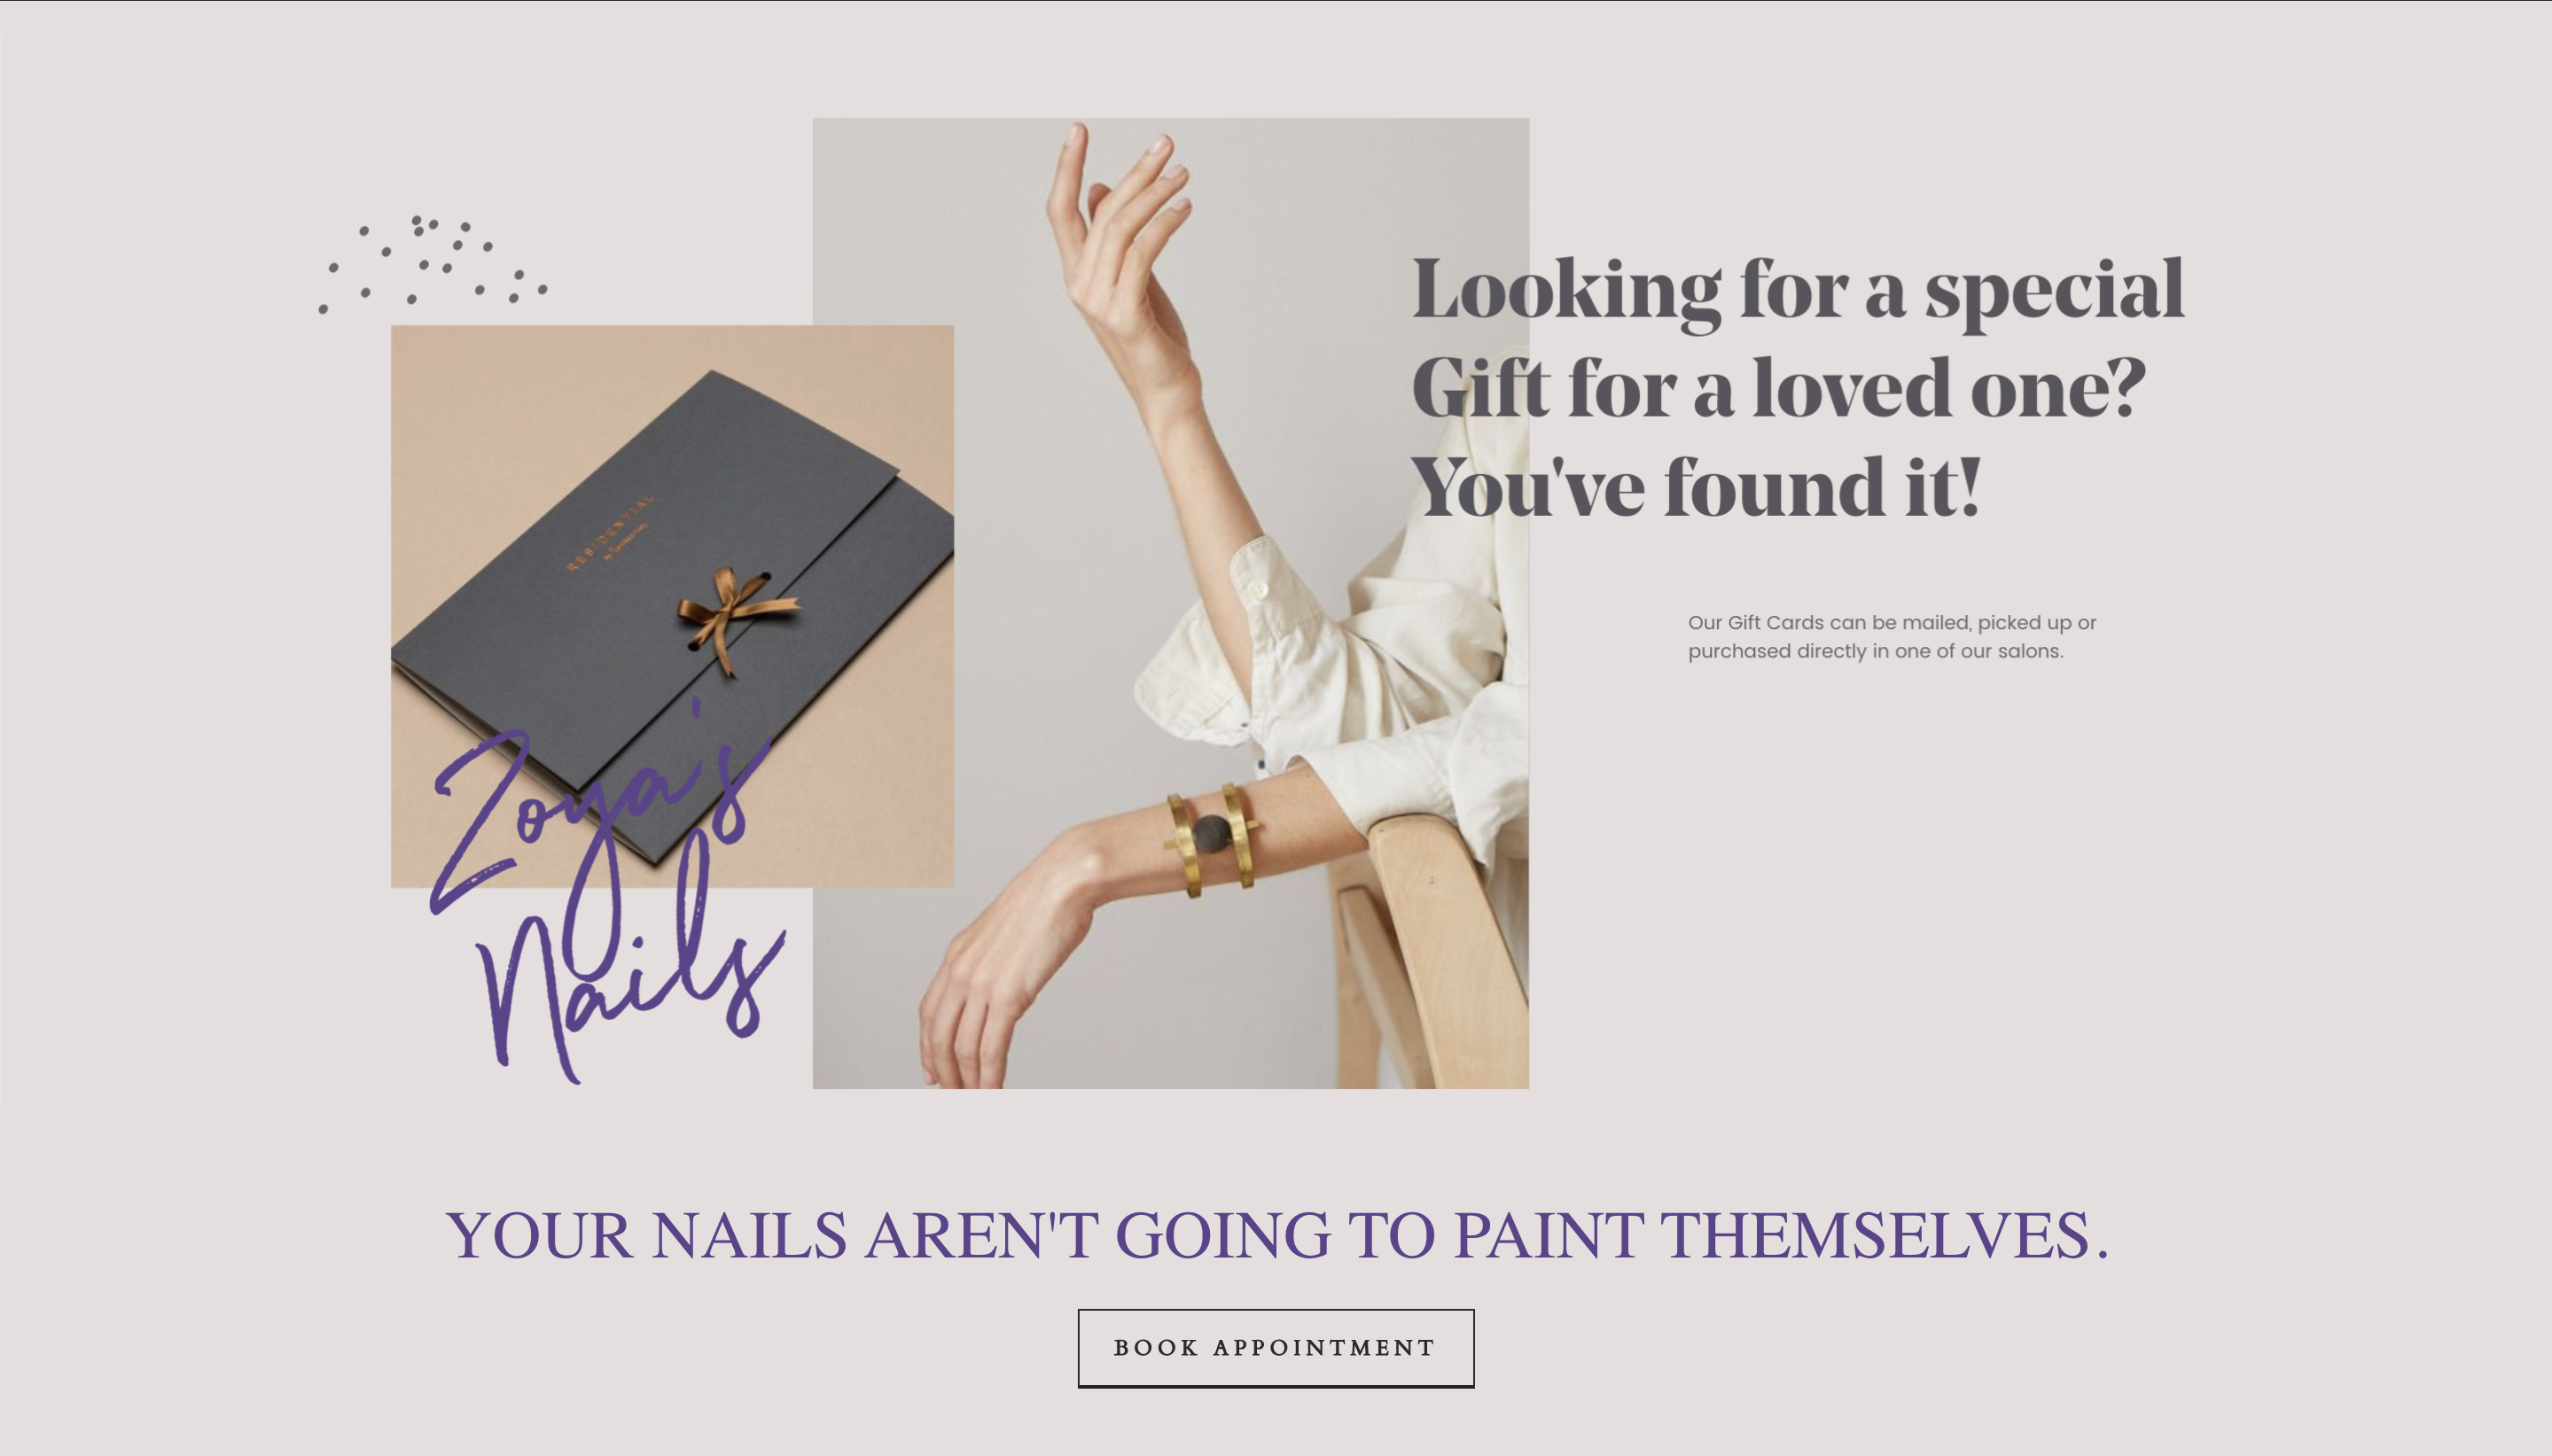 Looking for a special
Gift for a loved one?
You've found it!
Our Gift Cards can be mailed, picked up or
purchased directly in one of our salons.
Zoya's
Nails
YOUR NAILS AREN'T GOING TO PAINT THEMSELVES.
BOOK APPOINTMENT